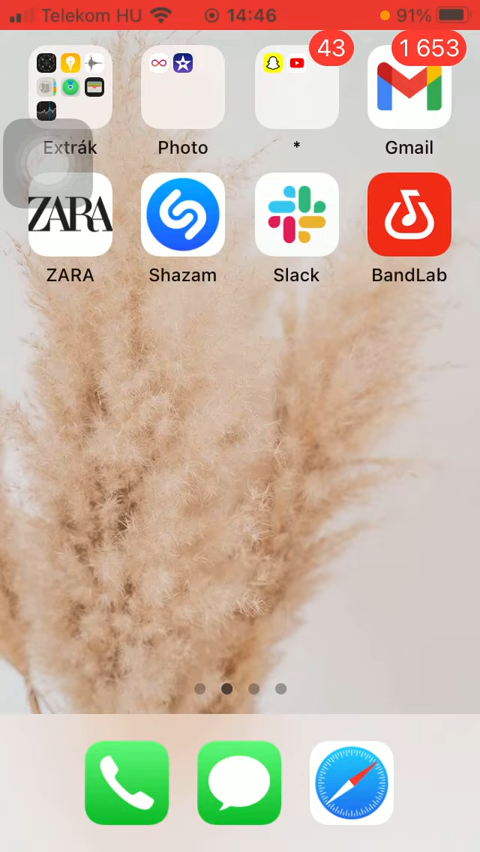 Telekom HU 14:46 91%
43 1 653
Extrák Photo * Gmail
ZARA
ZARA Shazam Slack BandLab